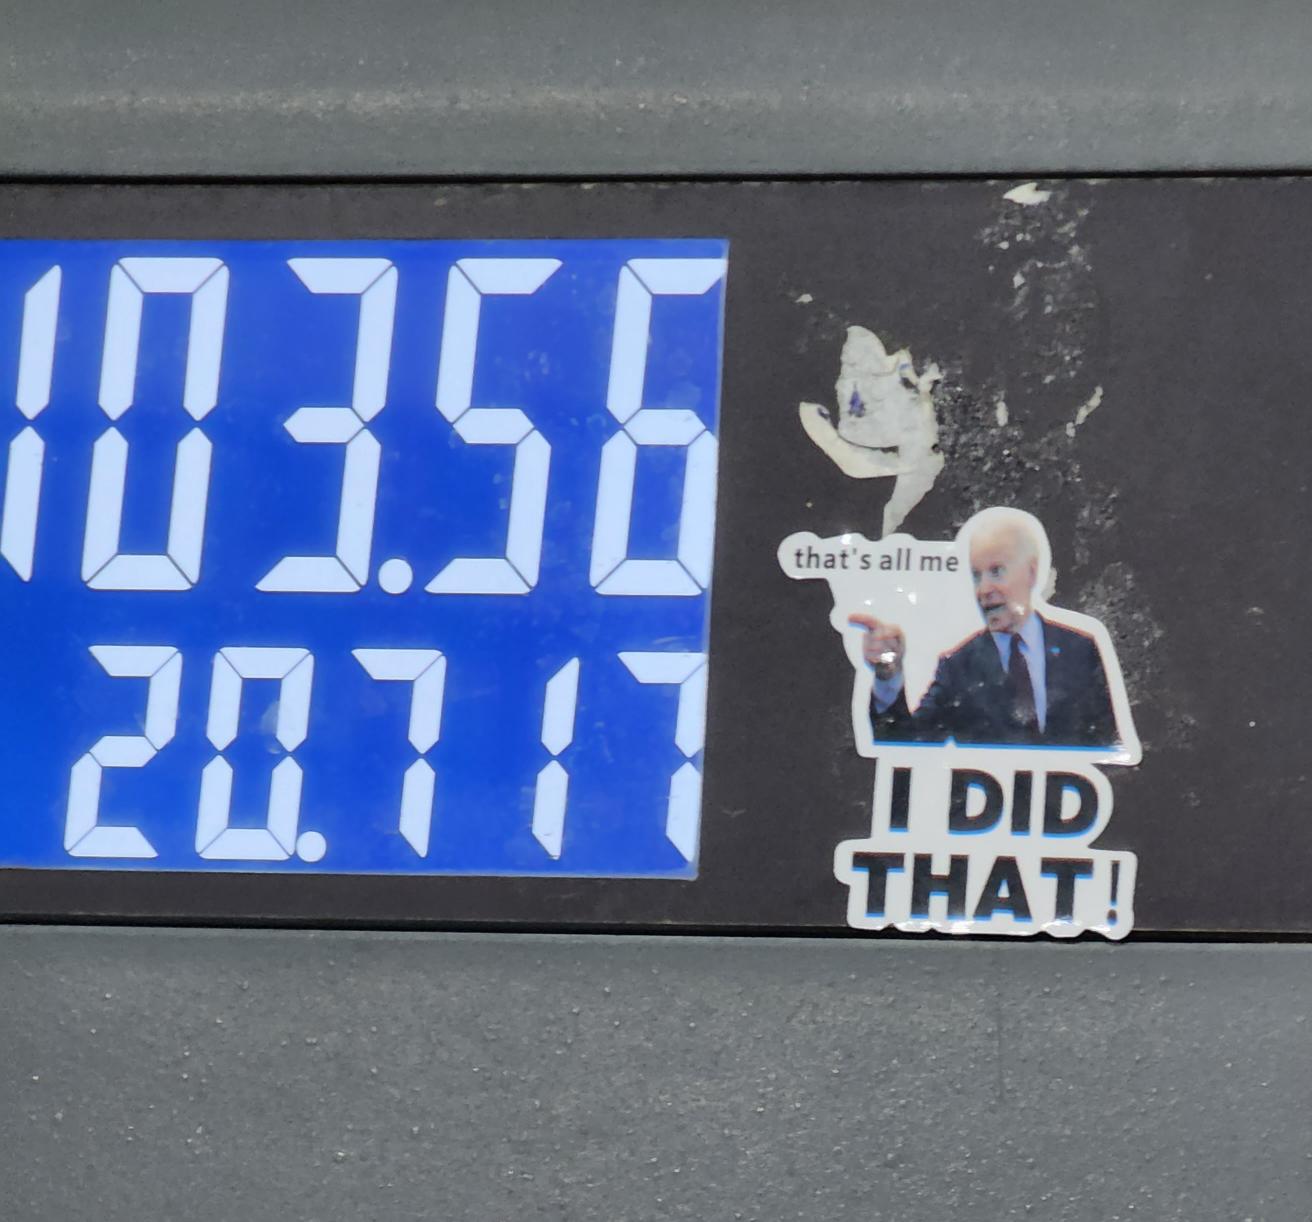 103.56
20.717
that's all me
I DID
THAT!